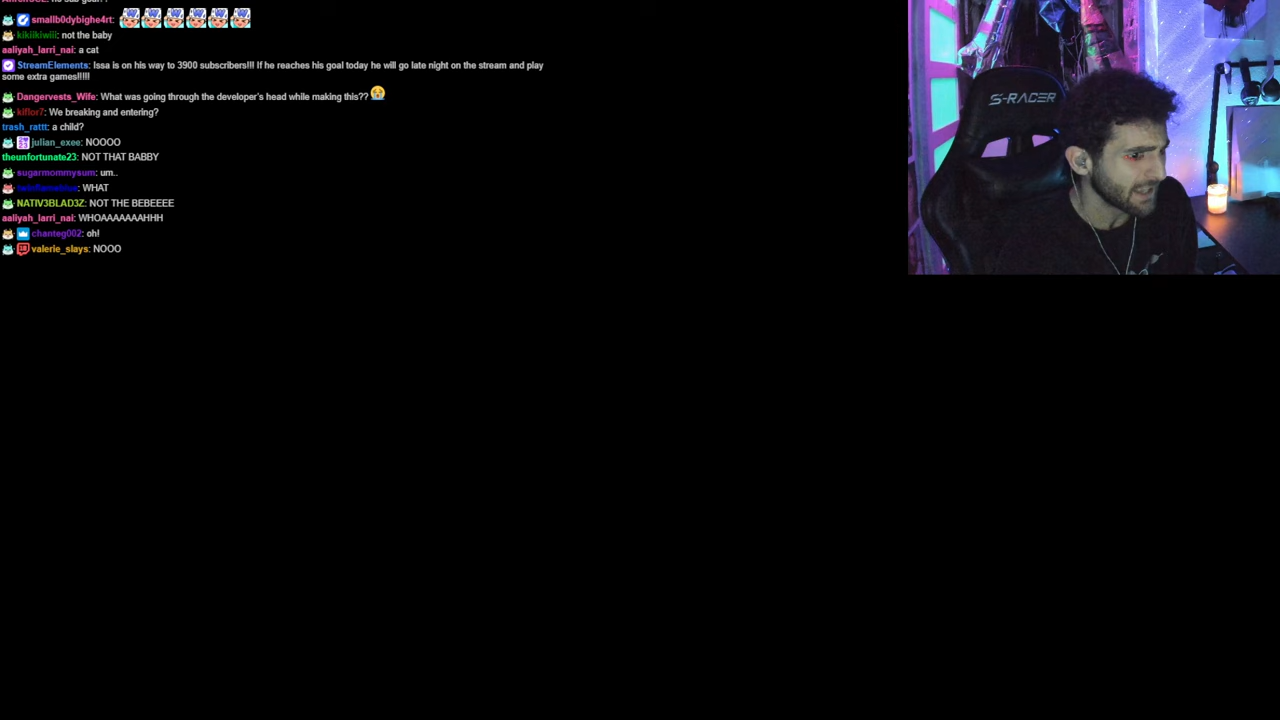 smallb0dybighe4rt:
kikiikiwiii: not the baby
aaliyah_larri_nai: a cat
StreamElements: Issa is on his way to 3900 subscribers!!! If he reaches his goal today he will go late night on the stream and play
some extra games!!!!!
Dangervests_Wife: What was going through the developer's head while making this??
kiflor7: We breaking and entering?
trash_rattt: a child?
julian_exee: NOOOO
theunfortunate23: NOT THAT BABBY
sugarmommysum: um..
WHAT
NATIV3BLAD3Z: NOT THE BEBEEEE
aaliyah_larri_nai: WHOAAAAAAAHHH
chanteg002: oh!
valerie_slays: NOOO
S-RACER